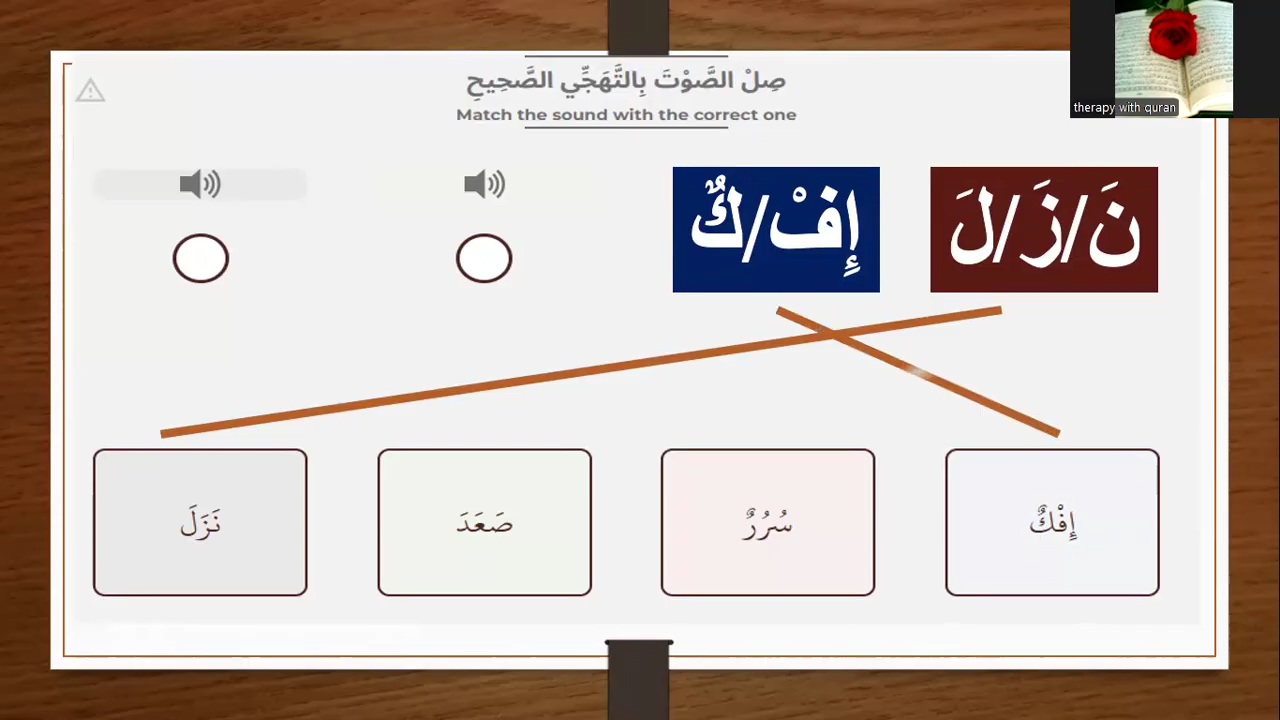 صِلْ الصَّوْتَ بِالتَّهَجِّي الصَّحِيحِ
Match the sound with the correct one
therapy with quran
نَ/زَ/لَ
إِفْ/كٌ
إِفْكٌ
سُرُرٌ
صَعَدَ
نَزَلَ